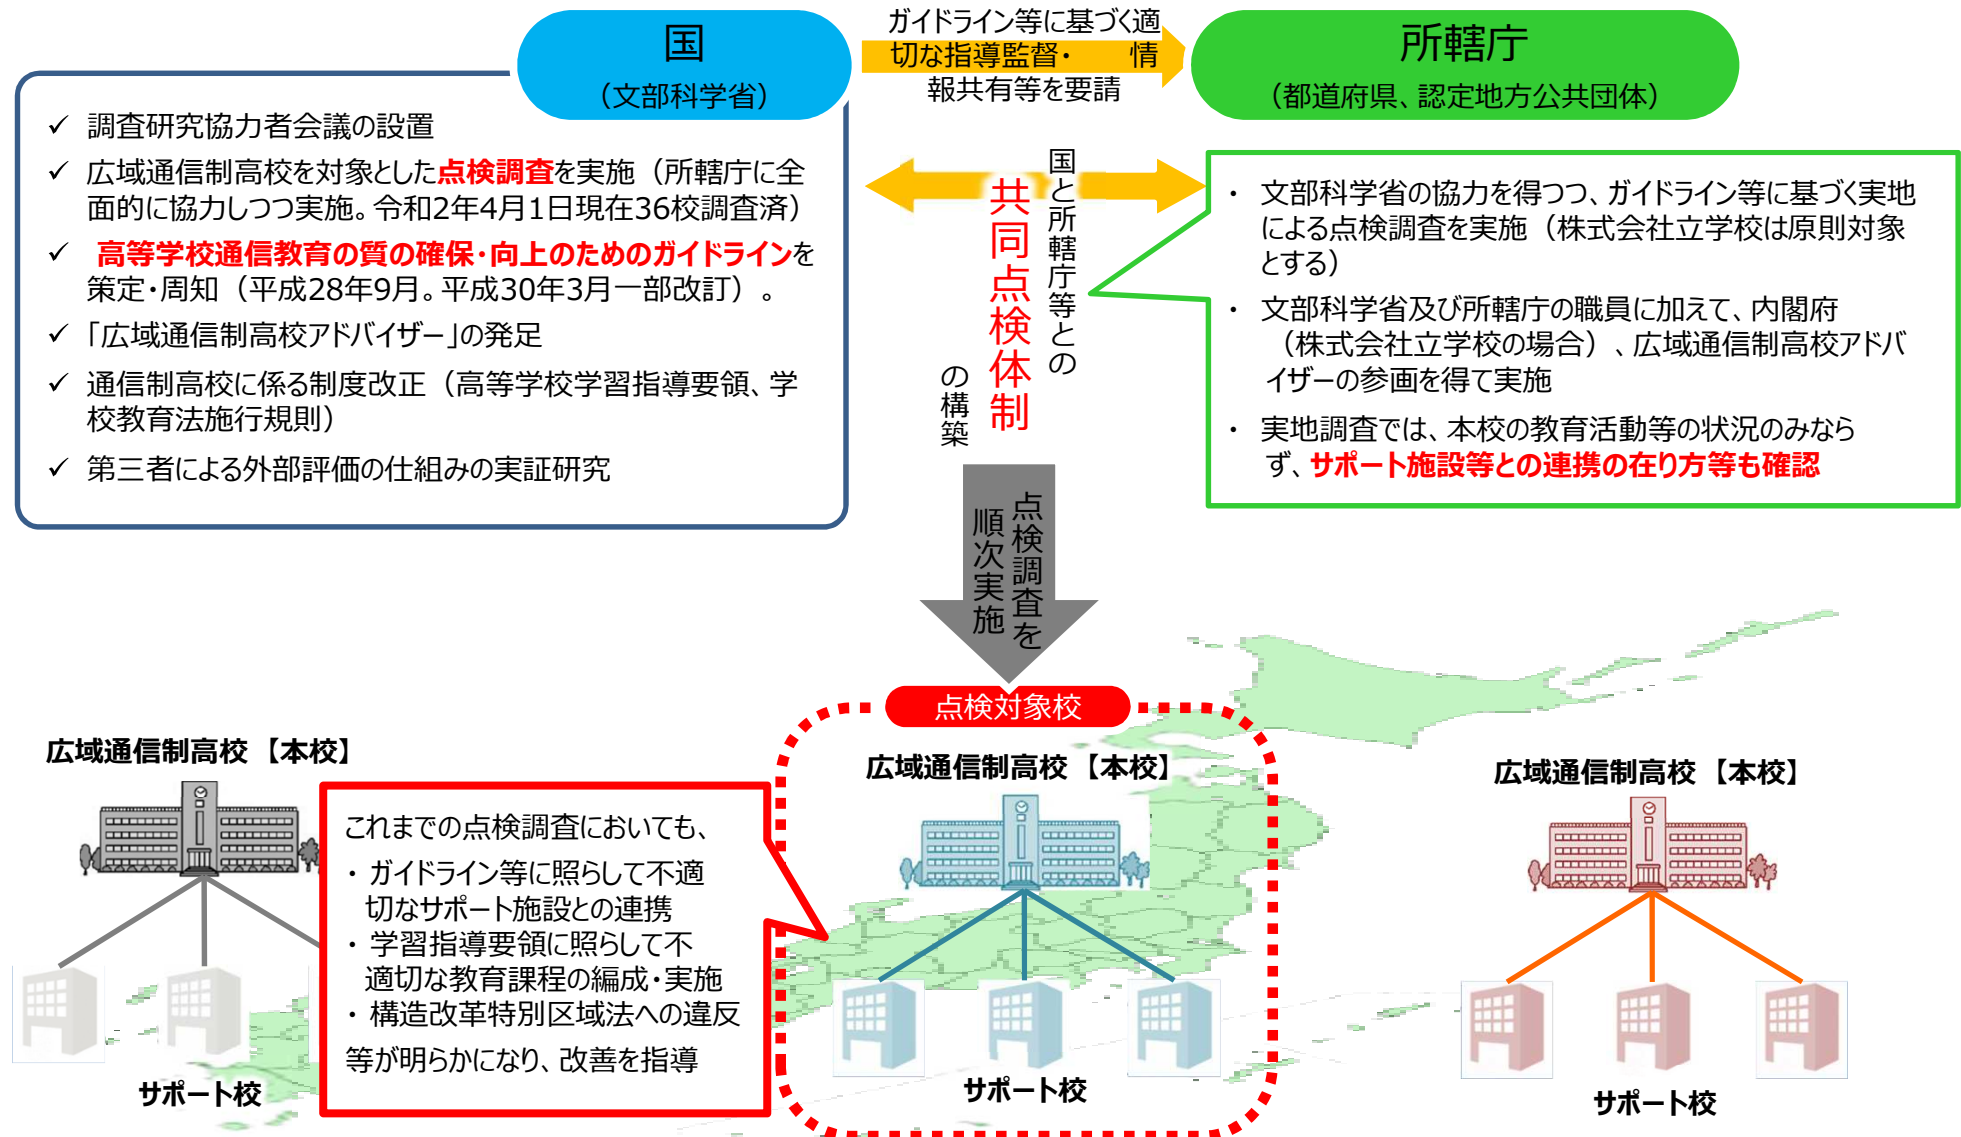 国
（文部科学省）
ガイドライン等に基づく適
切な指導監督・　　情
報共有等を要請
所轄庁
（都道府県、認定地方公共団体）
✓ 調査研究協力者会議の設置
✓ 広域通信制高校を対象とした点検調査を実施（所轄庁に全
面的に協力しつつ実施。令和2年4月1日現在36校調査済）
✓ 高等学校通信教育の質の確保・向上のためのガイドラインを
策定・周知（平成28年9月。平成30年3月一部改訂）。
✓ 「広域通信制高校アドバイザー」の発足
✓ 通信制高校に係る制度改正（高等学校学習指導要領、学
校教育法施行規則）
✓ 第三者による外部評価の仕組みの実証研究
国と所轄庁等との
共同点検体制
の構築
・ 文部科学省の協力を得つつ、ガイドライン等に基づく実地
による点検調査を実施（株式会社立学校は原則対象
とする）
・ 文部科学省及び所轄庁の職員に加えて、内閣府
（株式会社立学校の場合）、広域通信制高校アドバ
イザーの参画を得て実施
・ 実地調査では、本校の教育活動等の状況のみなら
ず、サポート施設等との連携の在り方等も確認
点検調査を
順次実施
点検対象校
広域通信制高校【本校】
サポート校
これまでの点検調査においても、
・ ガイドライン等に照らして不適
切なサポート施設との連携
・ 学習指導要領に照らして不
適切な教育課程の編成・実施
・ 構造改革特別区域法への違反
等が明らかになり、改善を指導
広域通信制高校【本校】
サポート校
広域通信制高校【本校】
サポート校